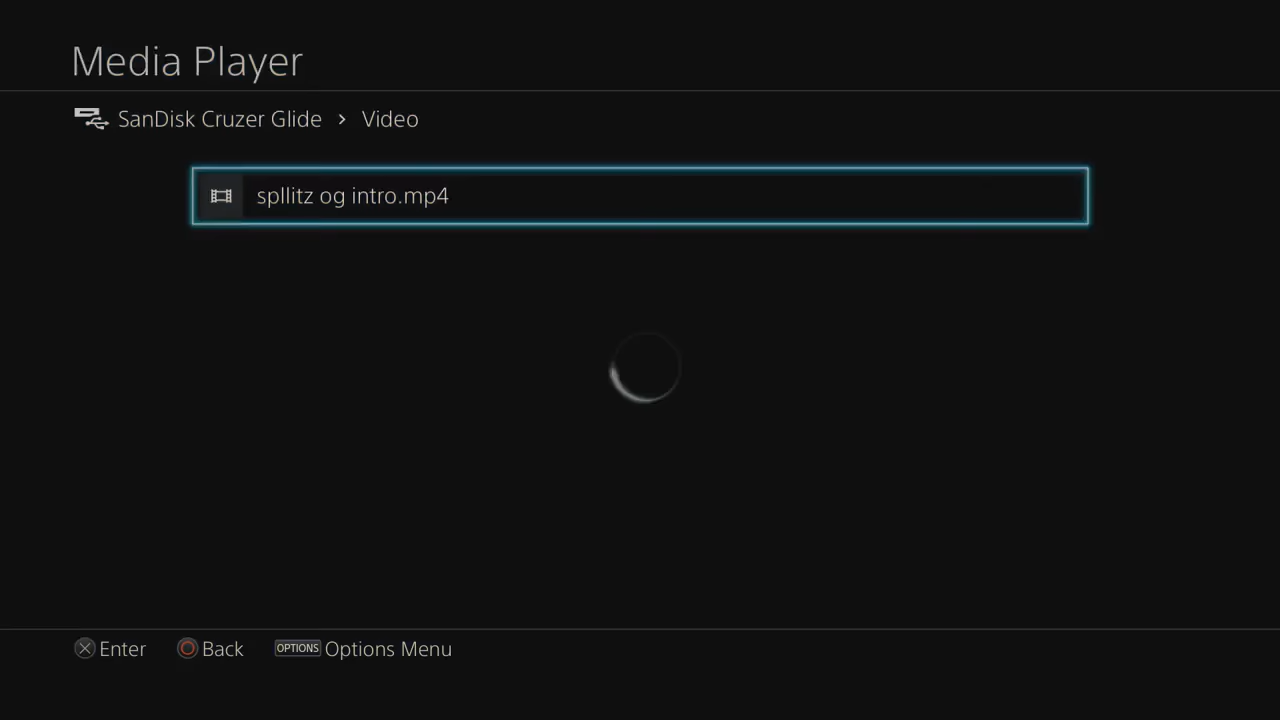 Media Player
SanDisk Cruzer Glide > Video
spllitz og intro.mp4
Enter Back OPTIONS Options Menu